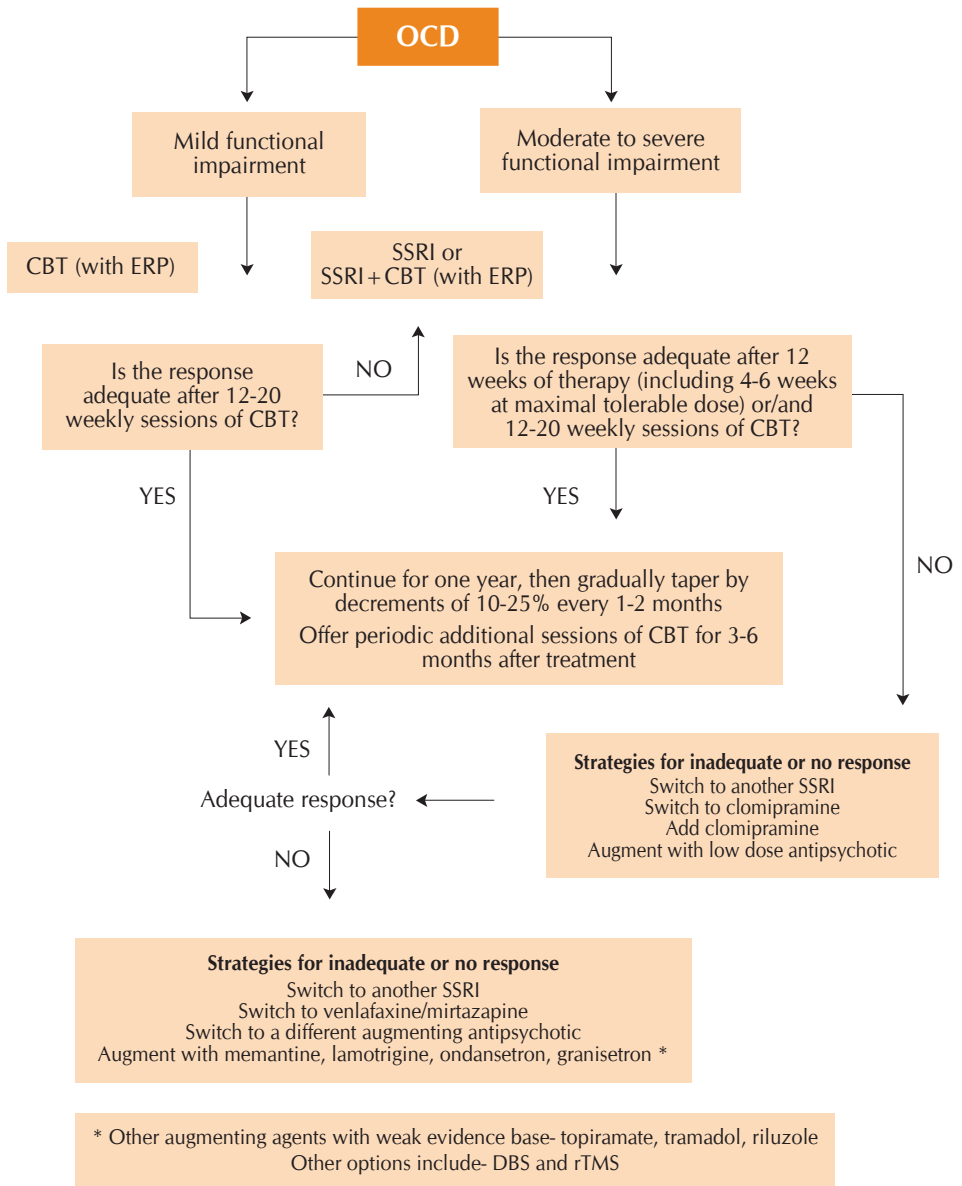 OCD
Mild functional
impairment
Moderate to severe
functional impairment
CBT (with ERP)
SSRI or
SSRI+CBT (with ERP)
Is the response
adequate after 12-20
weekly sessions of CBT?
NO
Is the response adequate after 12
weeks of therapy (including 4-6 weeks
at maximal tolerable dose) or/and
12-20 weekly sessions of CBT?
YES
YES
NO
Continue for one year, then gradually taper by
decrements of 10-25% every 1-2 months
Offer periodic additional sessions of CBT for 3-6
months after treatment
YES
Adequate response?
NO
Strategies for inadequate or no response
Switch to another SSRI
Switch to clomipramine
Add clomipramine
Augment with low dose antipsychotic
Strategies for inadequate or no response
Switch to another SSRI
Switch to venlafaxine/mirtazapine
Switch to a different augmenting antipsychotic
Augment with memantine, lamotrigine, ondansetron, granisetron *
* Other augmenting agents with weak evidence base- topiramate, tramadol, riluzole
Other options include- DBS and rTMS